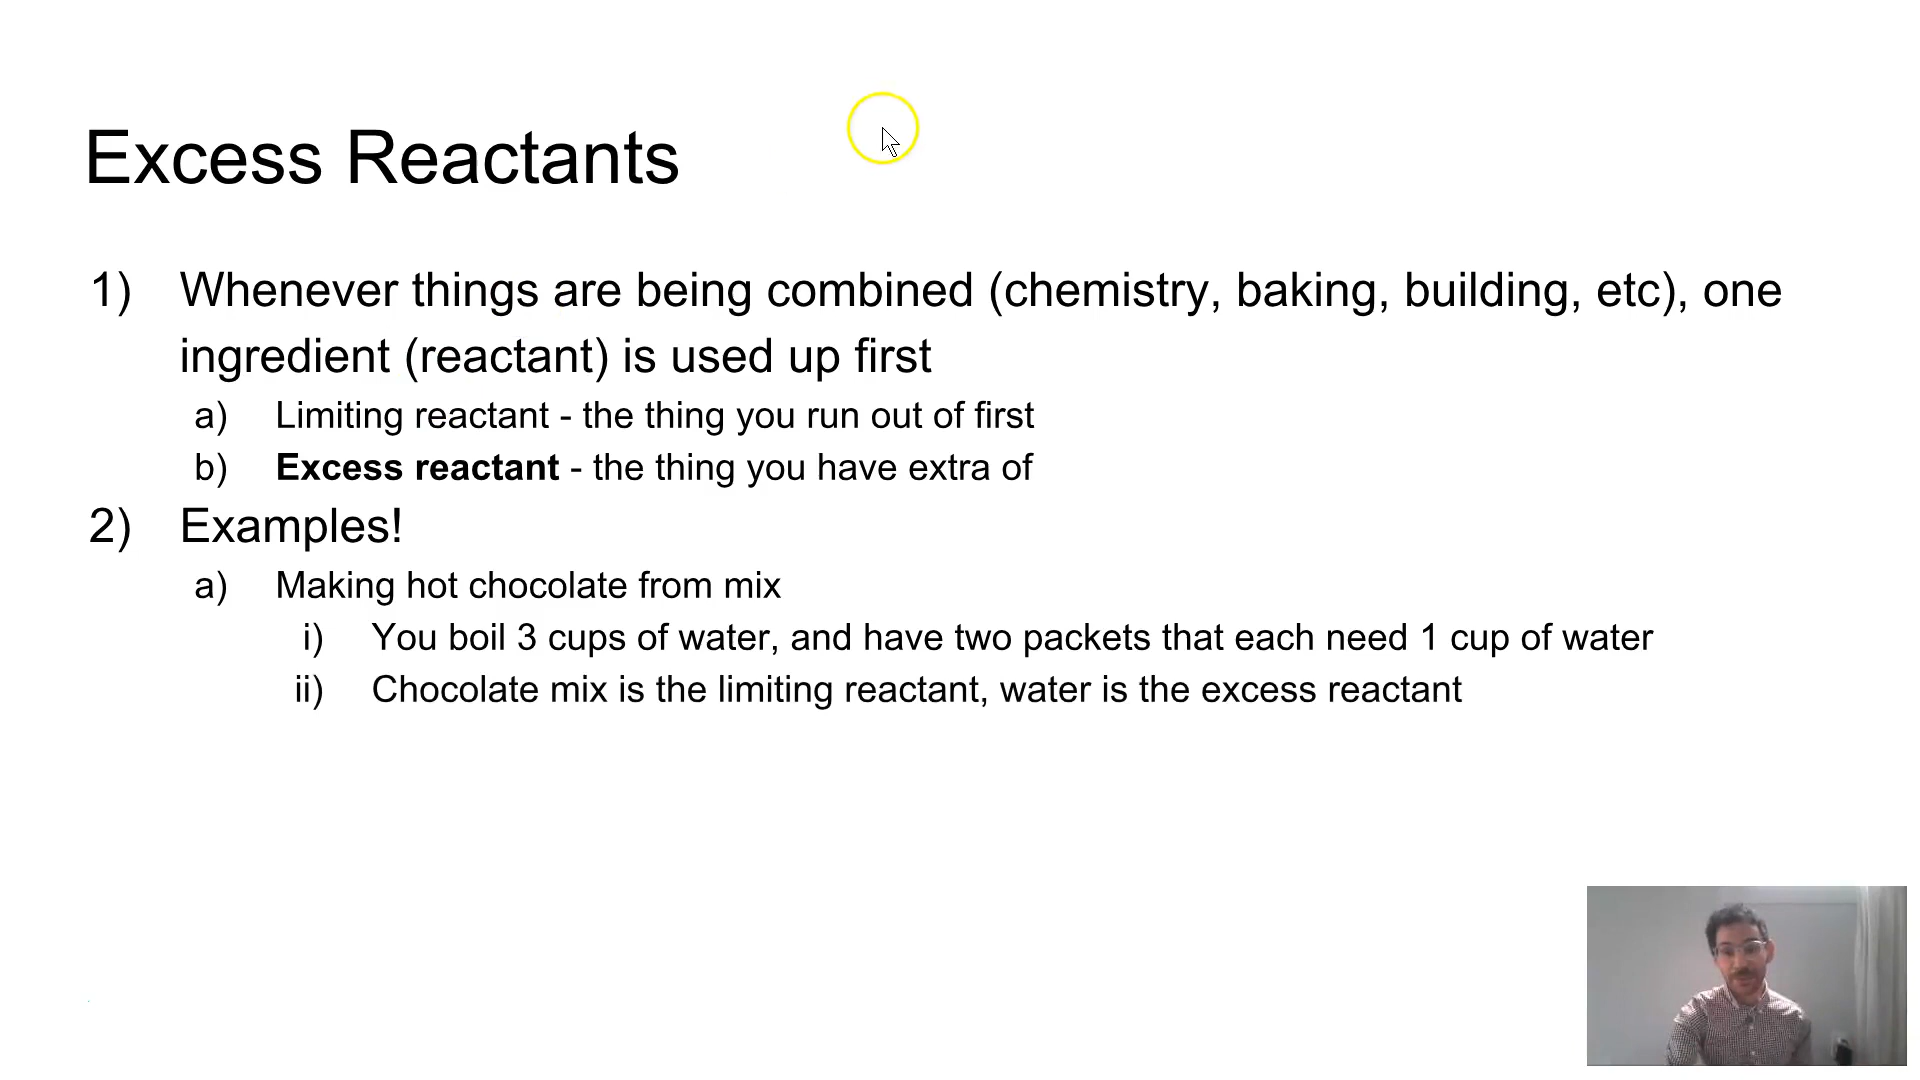 Excess Reactants
1) Whenever things are being combined (chemistry, baking, building, etc), one
ingredient (reactant) is used up first
a) Limiting reactant - the thing you run out of first
b) Excess reactant - the thing you have extra of
2) Examples!
a) Making hot chocolate from mix
i) You boil 3 cups of water, and have two packets that each need 1 cup of water
ii) Chocolate mix is the limiting reactant, water is the excess reactant